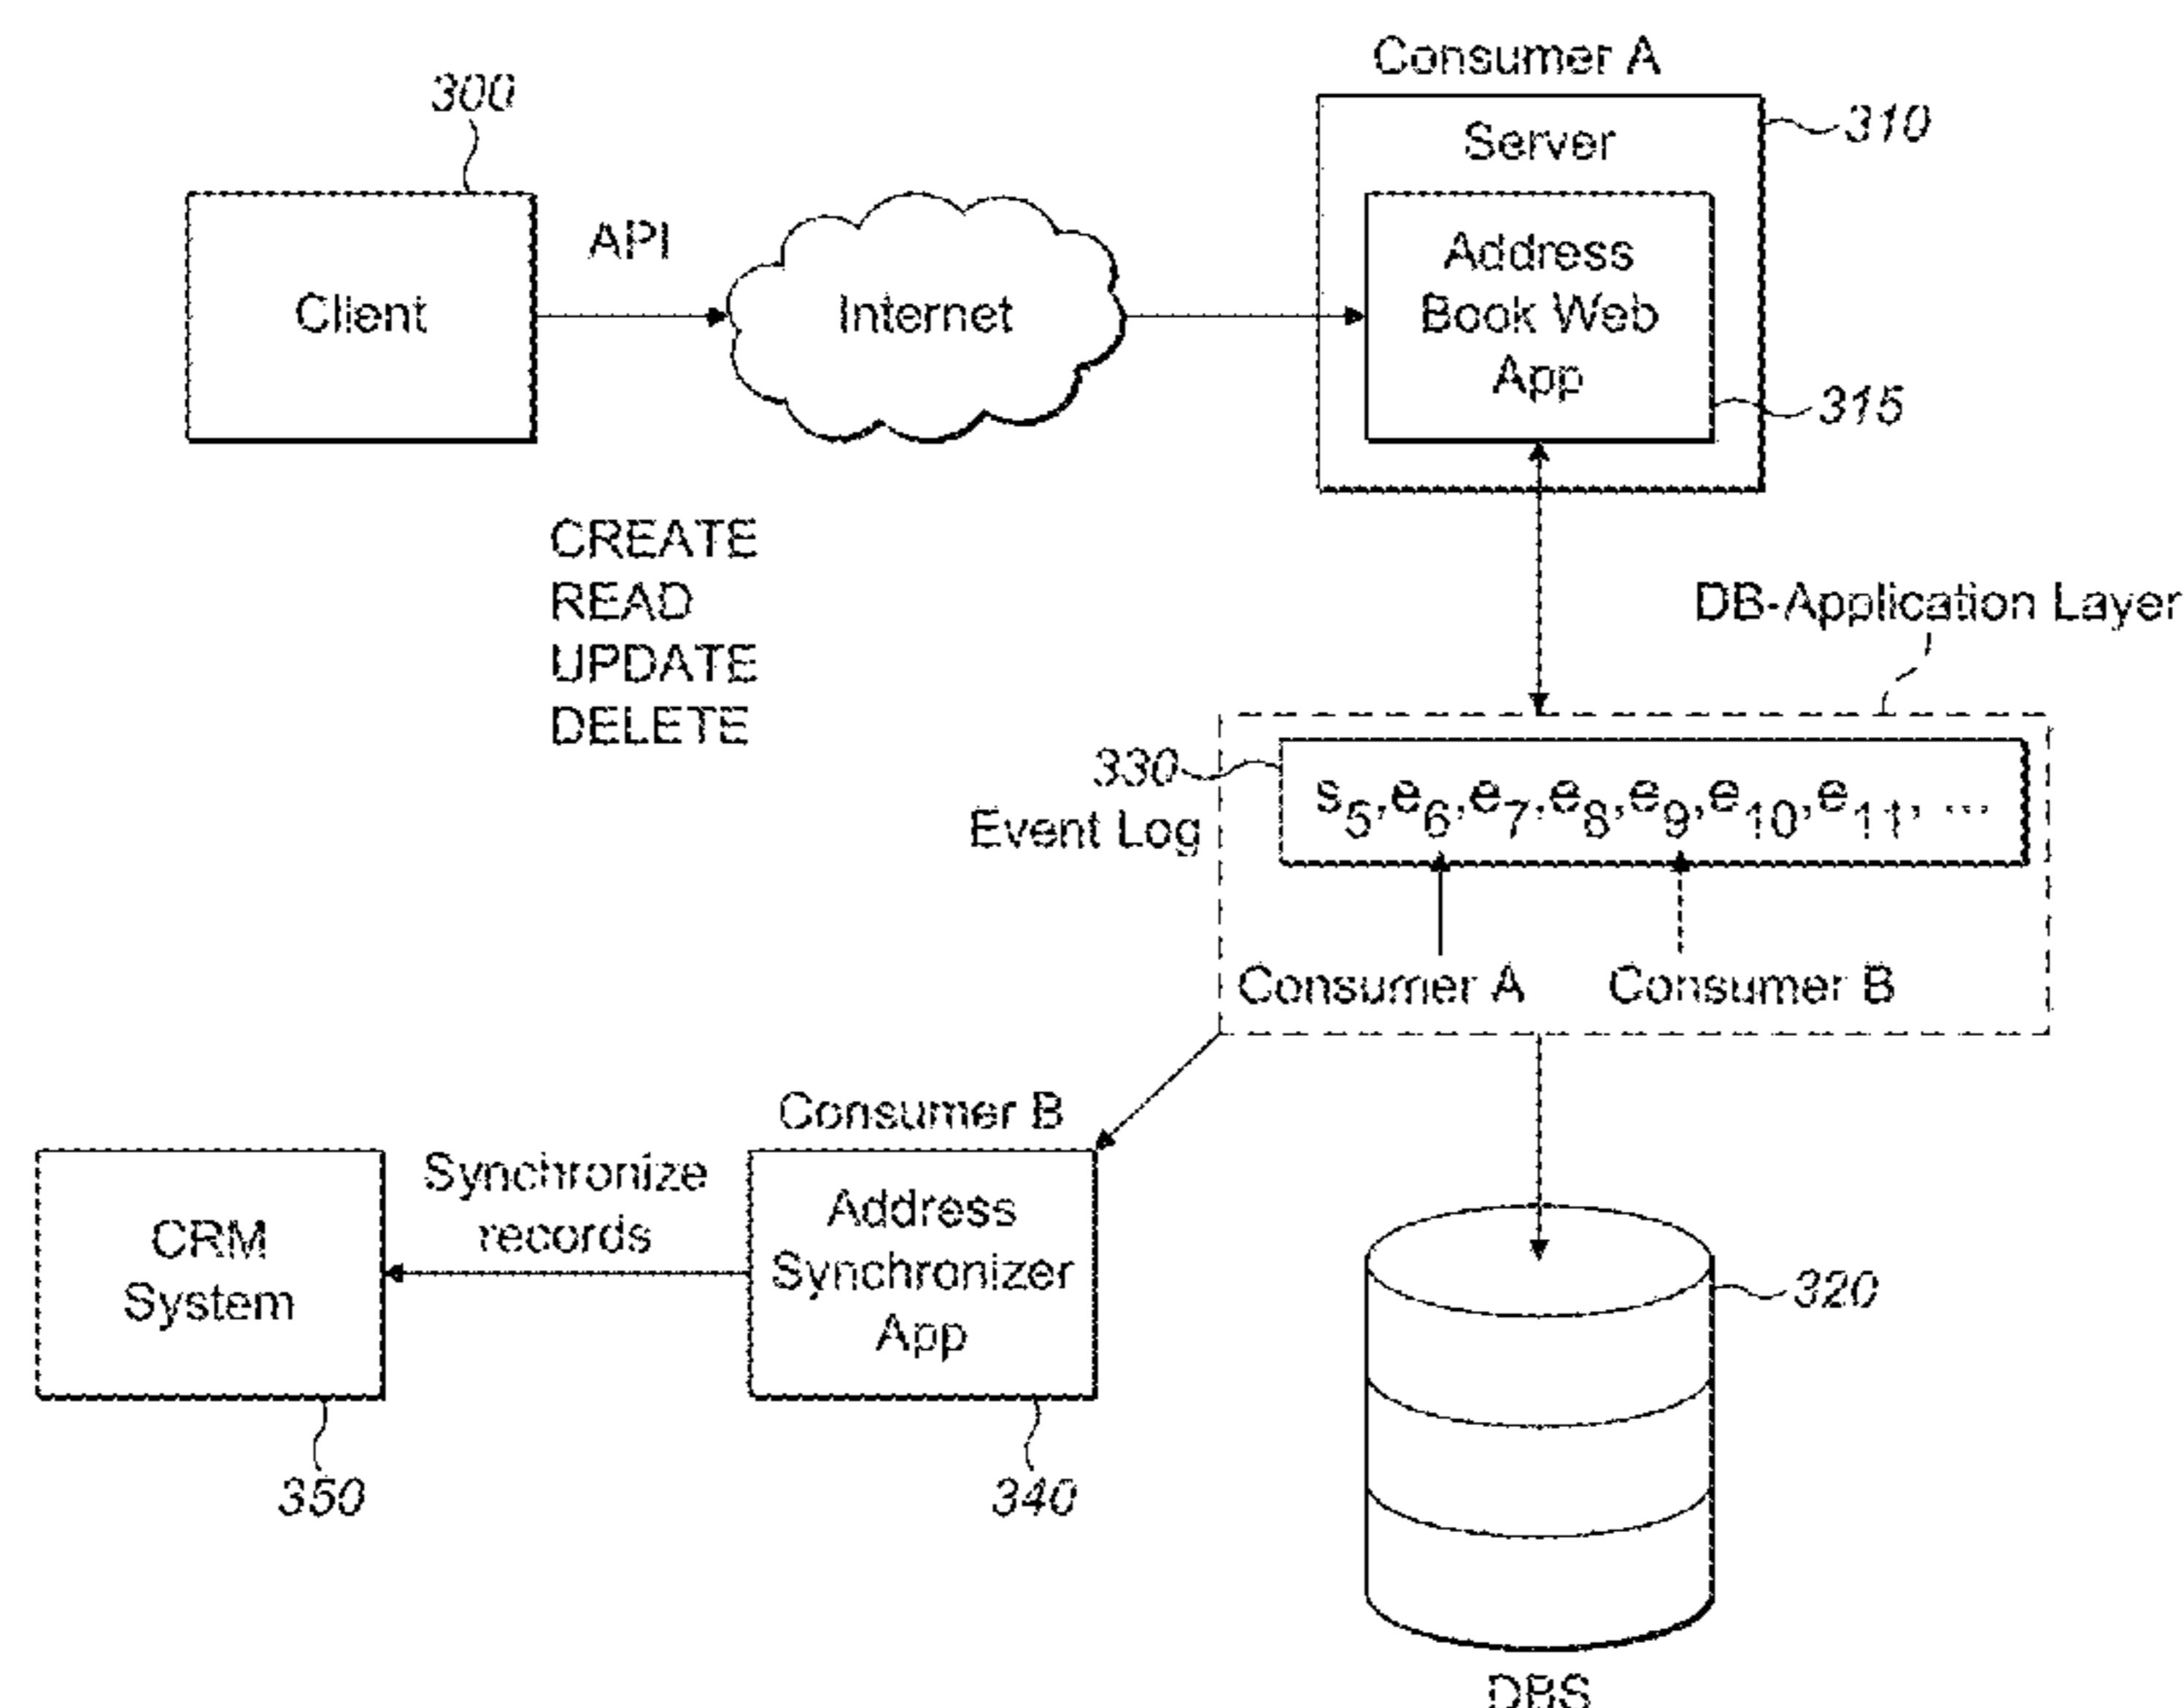 Consumer A
300
Server
310
API
Client
Internet
Address
Book Web
App
315
CREATE
READ
UPDATE
DELETE
DB-Application Layer
330
Event Log
s5,e6,e7,e8,e9,e10,e11, ...
Consumer A
Consumer B
Consumer B
CRM
System
Synchronize
records
Address
Synchronizer
App
320
350
340
DBS